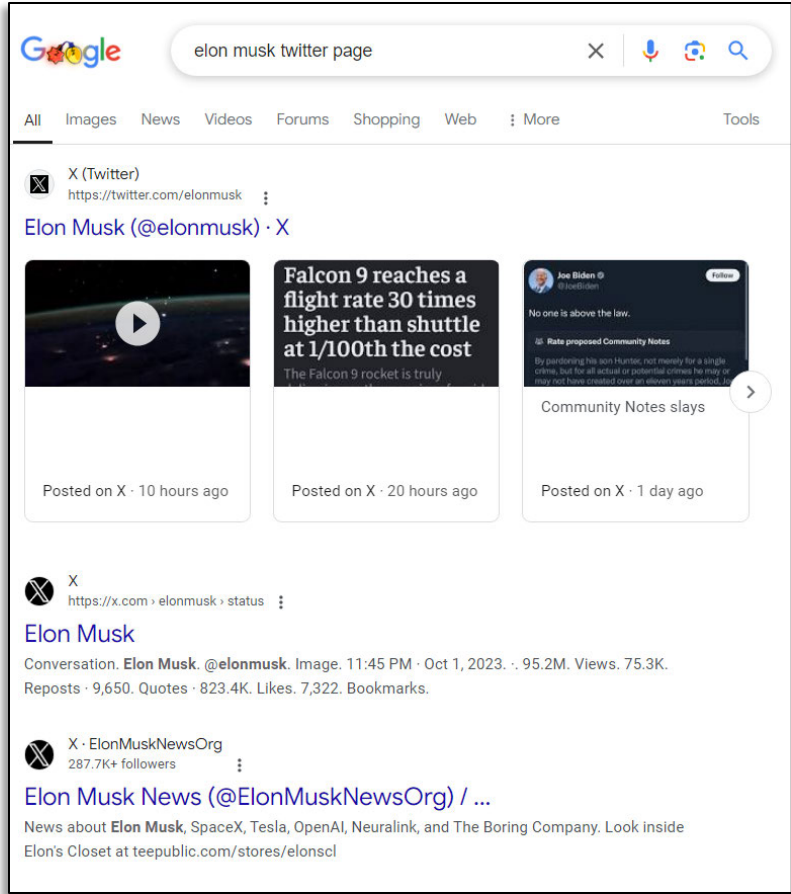 Google
elon musk twitter page
All Images News Videos Forums Shopping Web More Tools
X (Twitter)
https://twitter.com/elonmusk
Elon Musk (@elonmusk) · X
Falcon 9 reaches a
flight rate 30 times
higher than shuttle
at 1/100th the cost
The Falcon 9 rocket is truly
Joe Biden
@JoeBiden
Follow
No one is above the law.
Rate proposed Community Notes
By pardoning his son Hunter, not merely for a single
crime, but for all actual or potential crimes he may or
may not have created over an eleven years period,
Community Notes slays
Posted on X · 10 hours ago
Posted on X · 20 hours ago
Posted on X · 1 day ago
X
https://x.com › elonmusk › status
Elon Musk
Conversation. Elon Musk. @elonmusk. Image. 11:45 PM · Oct 1, 2023. ·. 95.2M. Views. 75.3K.
Reposts · 9,650. Quotes · 823.4K. Likes. 7,322. Bookmarks.
X · ElonMuskNewsOrg
287.7K+ followers
Elon Musk News (@ElonMuskNewsOrg) / ...
News about Elon Musk, SpaceX, Tesla, OpenAI, Neuralink, and The Boring Company. Look inside
Elon's Closet at teepublic.com/stores/elonscl